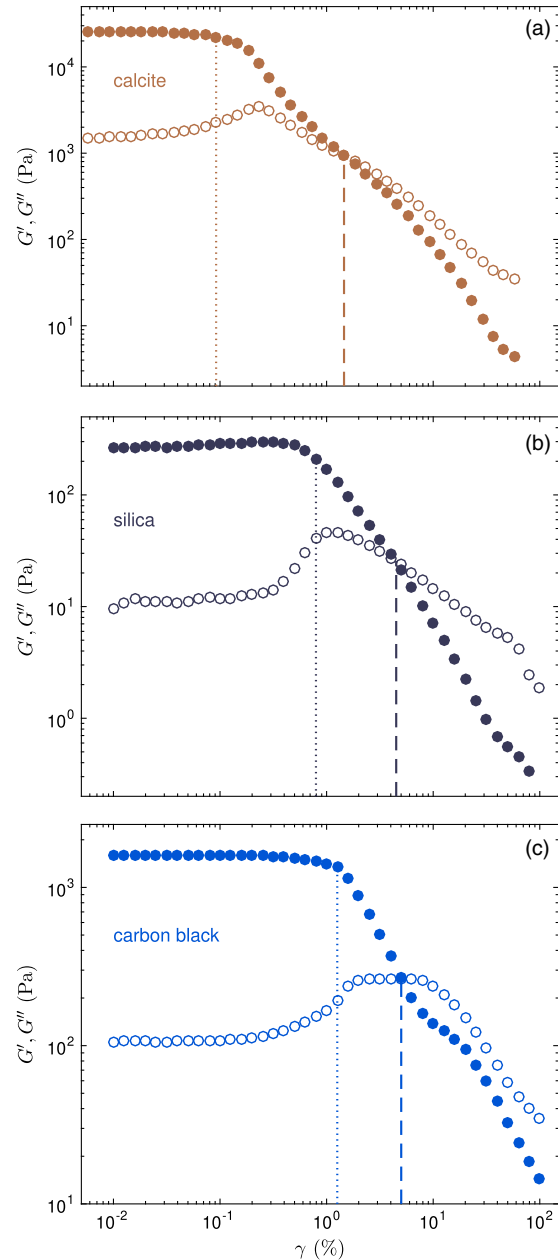 (a)
10^4
calcite
10^3
G', G'' (Pa)
10^2
10^1
(b)
10^2
silica
G', G'' (Pa)
10^1
10^0
(c)
10^3
carbon black
G', G'' (Pa)
10^2
10^1
10^-2 10^-1 10^0 10^1 10^2
γ (%)